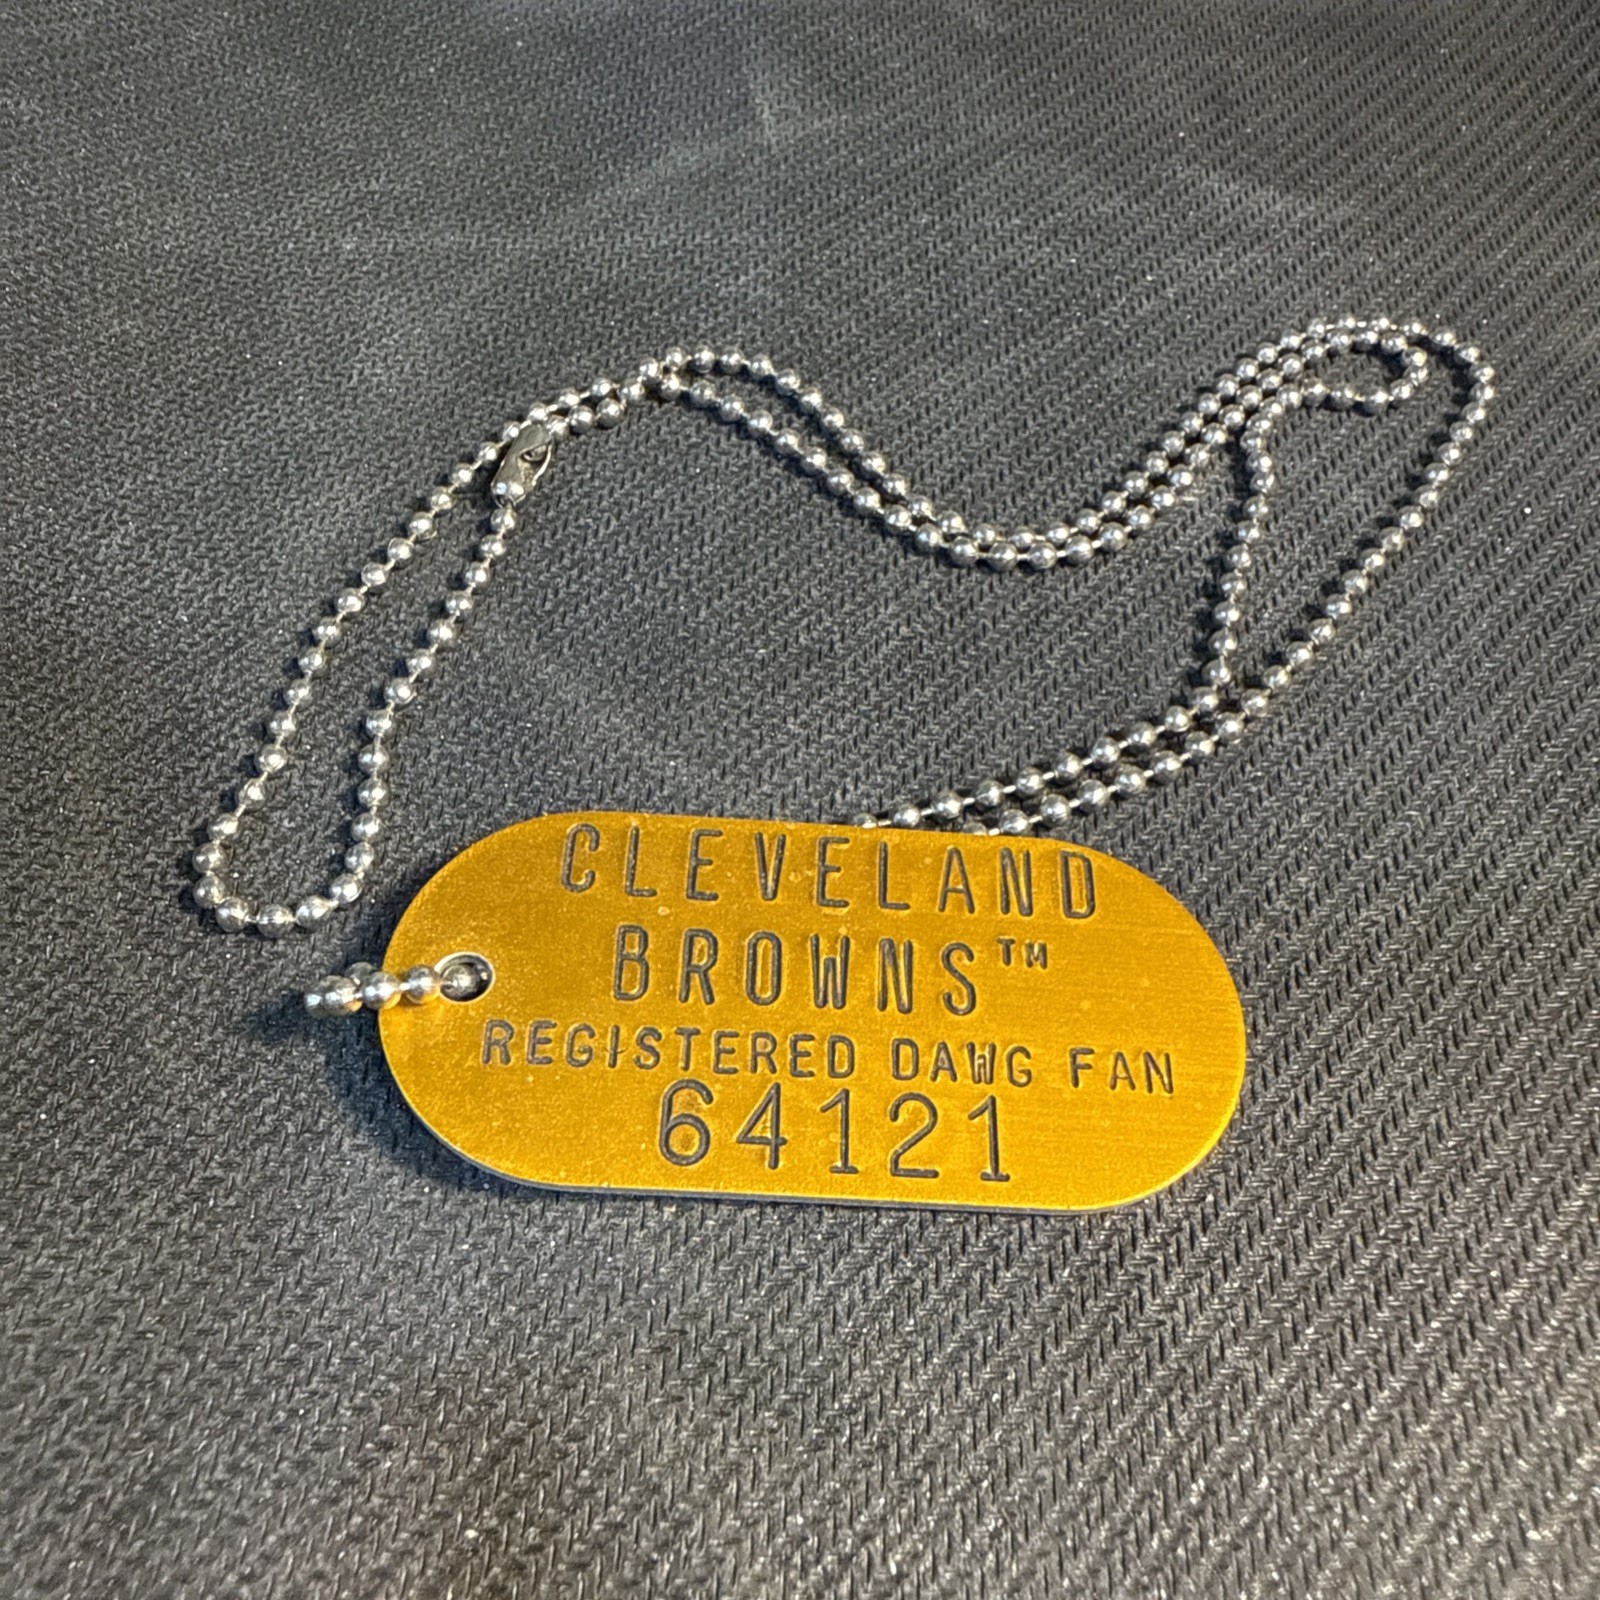 CLEVELAND
BROWNS™
REGISTERED DAWG FAN
64121